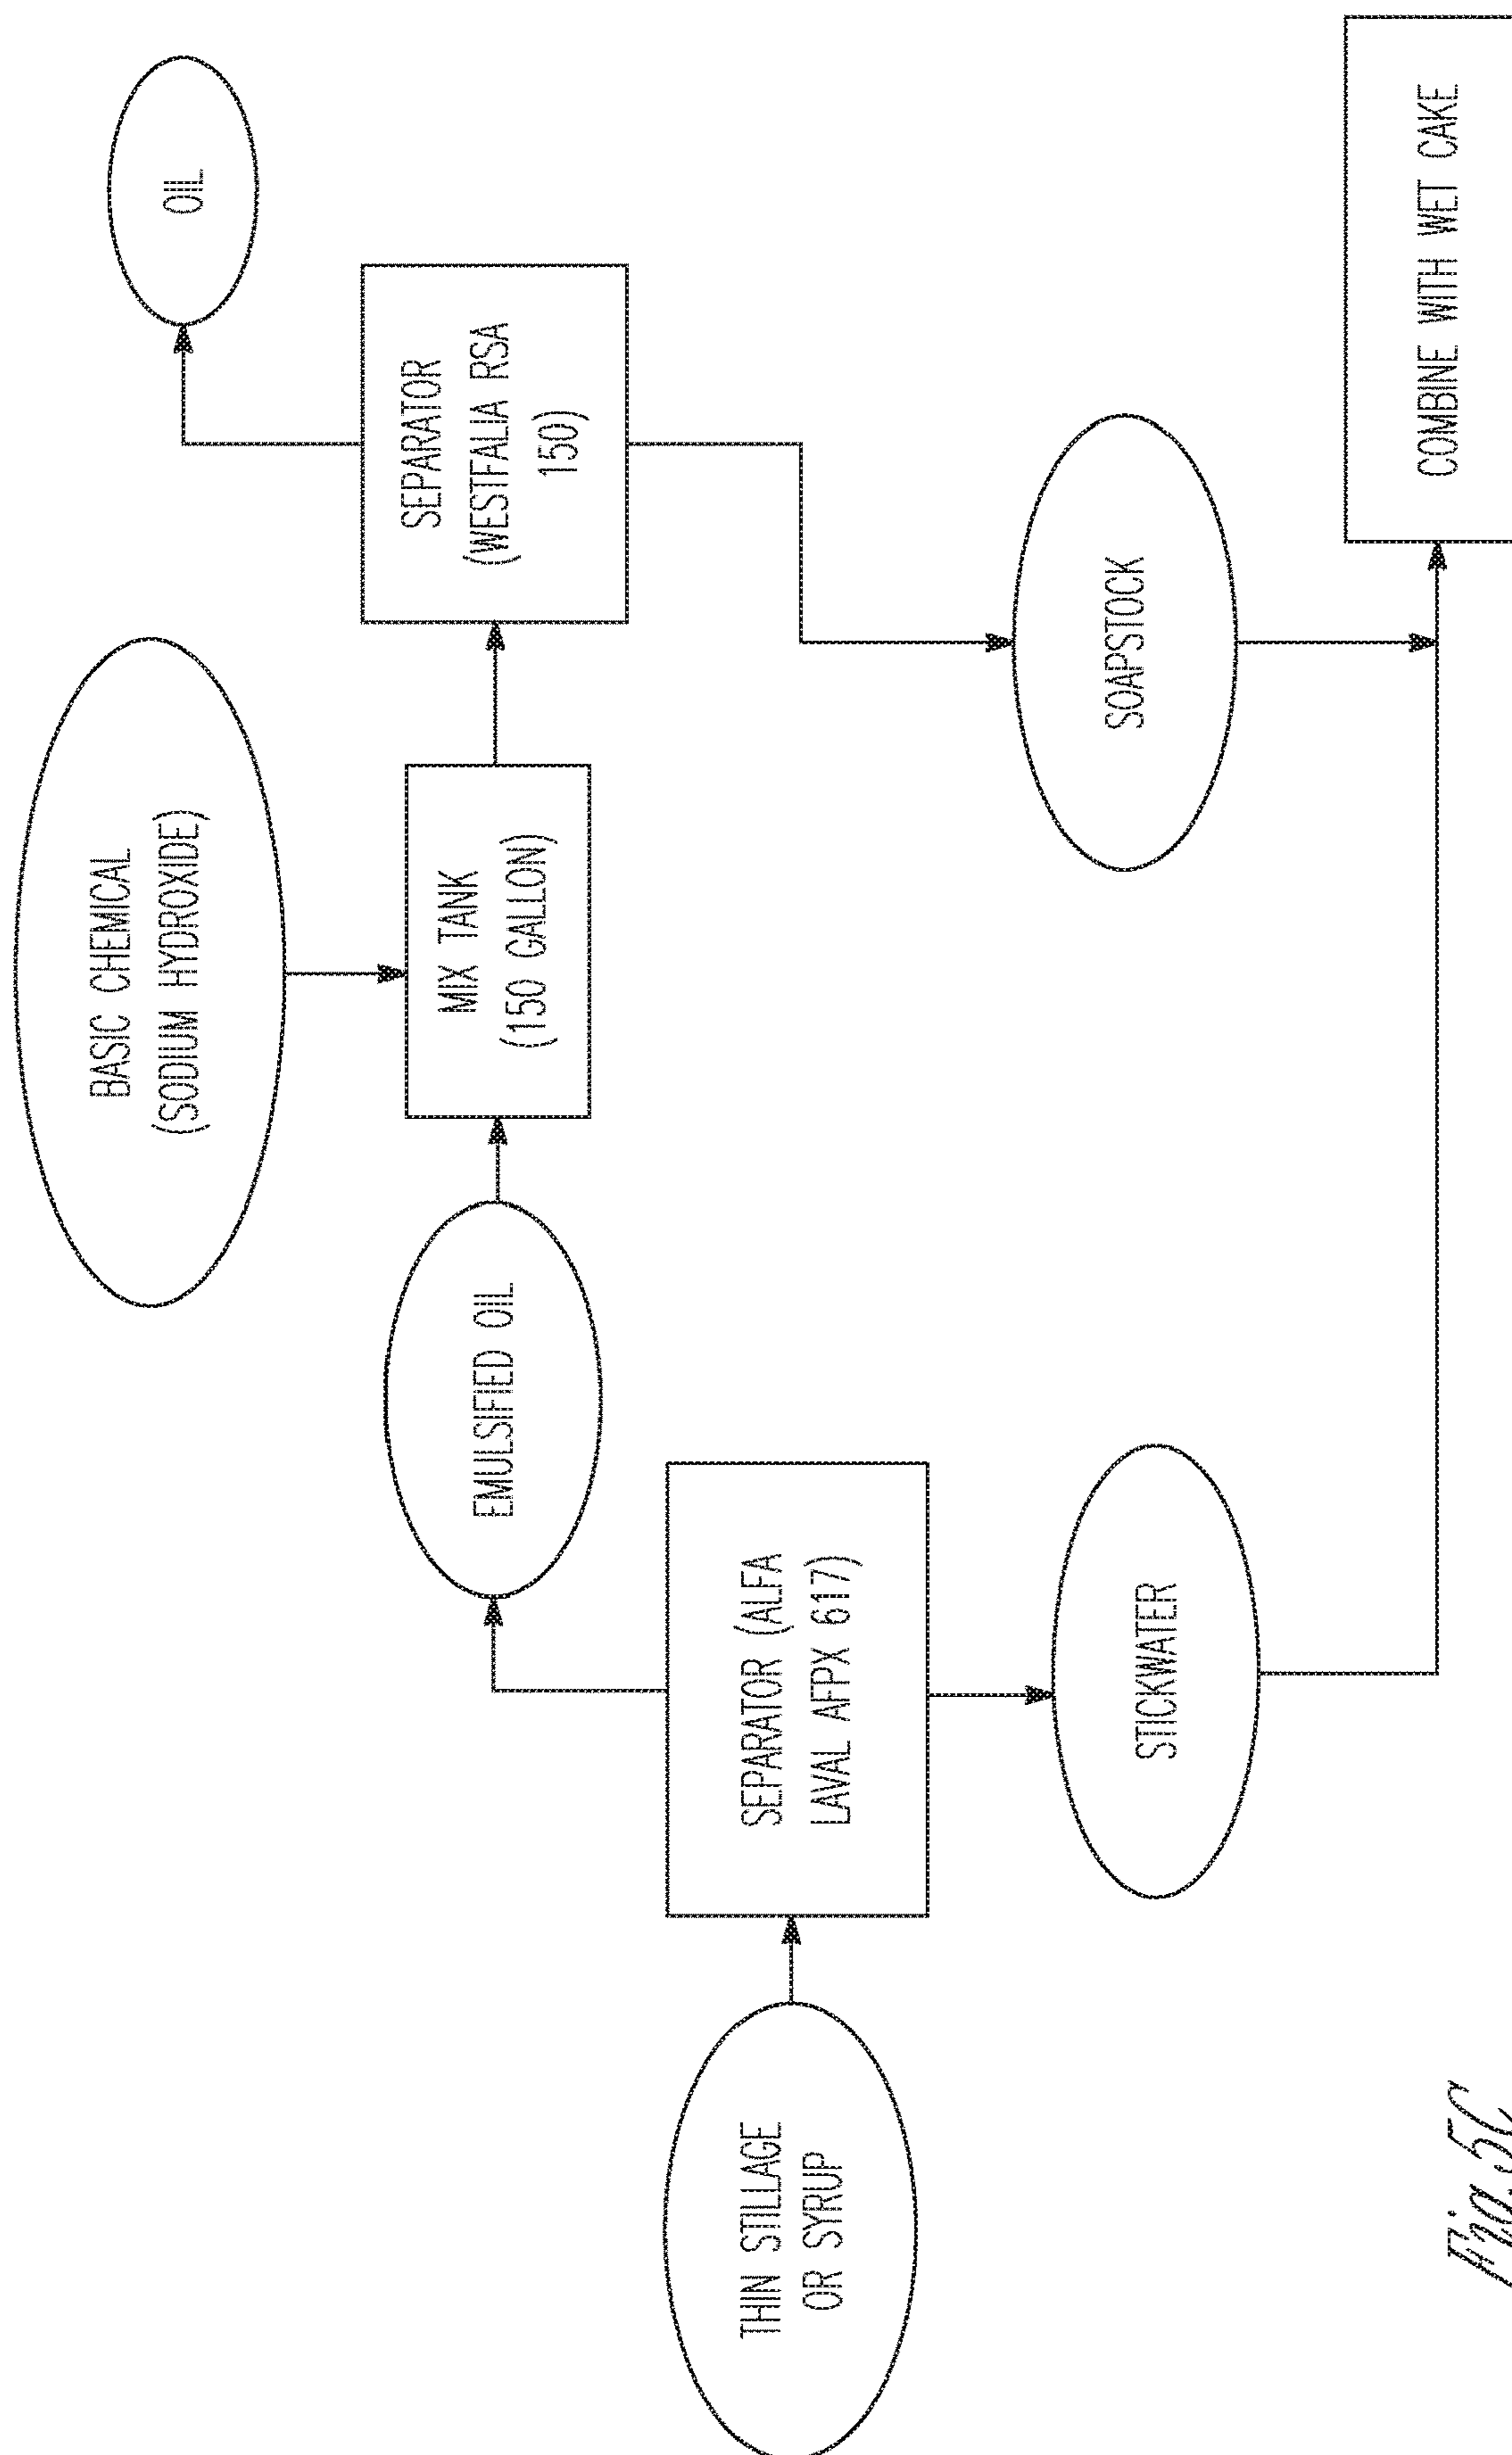 BASIC CHEMICAL
(SODIUM HYDROXIDE)
OIL
EMULSIFIED OIL
MIX TANK
(150 GALLON)
SEPARATOR
(WESTFALIA RSA
150)
THIN STILLAGE
OR SYRUP
SEPARATOR (ALFA
LAVAL AFPX 617)
STICKWATER
SOAPSTOCK
COMBINE WITH WET CAKE
Fig.5C